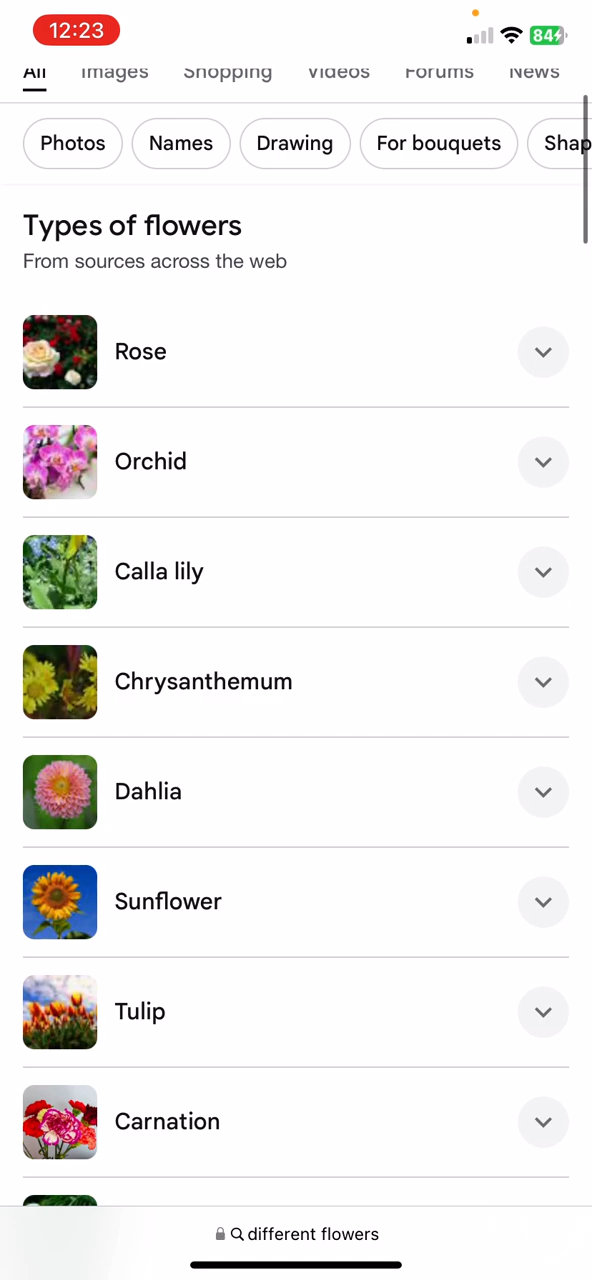 12:23
84
All Images Shopping Videos Forums News
Photos Names Drawing For bouquets Shap
Types of flowers
From sources across the web
Rose
Orchid
Calla lily
Chrysanthemum
Dahlia
Sunflower
Tulip
Carnation
different flowers